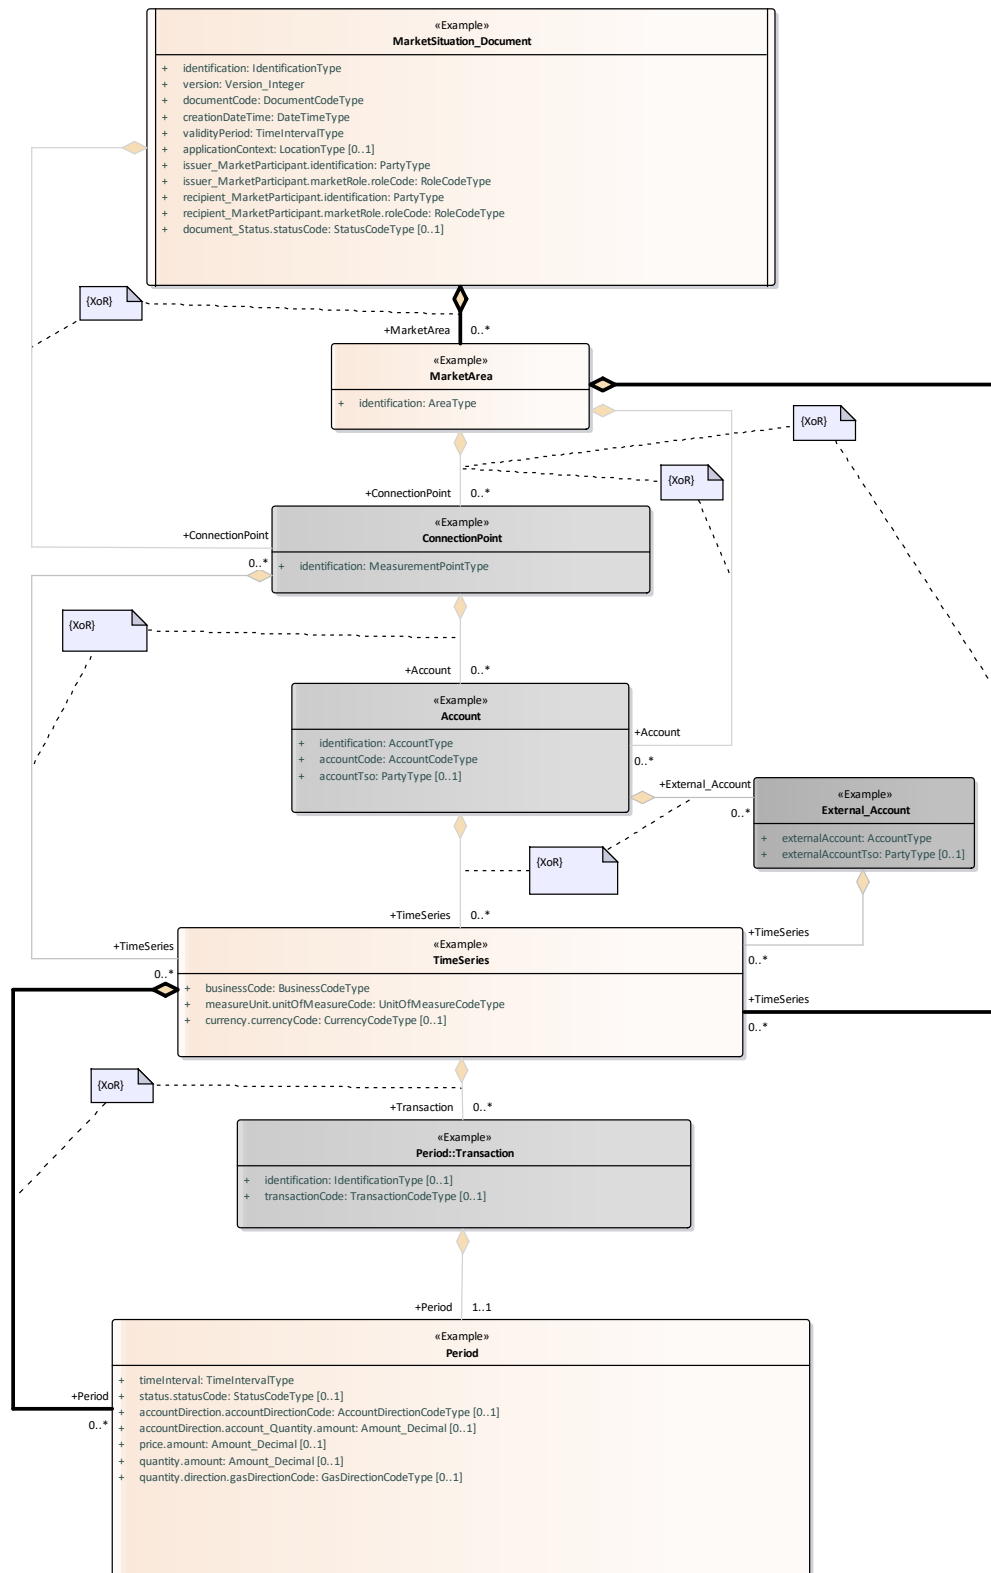 «Example»
MarketSituation_Document
+ identification: IdentificationType
+ version: Version_Integer
+ documentCode: DocumentCodeType
+ creationDateTime: DateTimeType
+ validityPeriod: TimeIntervalType
+ applicationContext: LocationType [0..1]
+ issuer_MarketParticipant.identification: PartyType
+ issuer_MarketParticipant.marketRole.roleCode: RoleCodeType
+ recipient_MarketParticipant.identification: PartyType
+ recipient_MarketParticipant.marketRole.roleCode: RoleCodeType
+ document_Status.statusCode: StatusCodeType [0..1]
{XoR}
+MarketArea 0..*
«Example»
MarketArea
+ identification: AreaType
{XoR}
{XoR}
+ConnectionPoint 0..*
«Example»
ConnectionPoint
+ identification: MeasurementPointType
+ConnectionPoint
0..*
{XoR}
+Account 0..*
«Example»
Account
+ identification: AccountType
+ accountCode: AccountCodeType
+ accountTso: PartyType [0..1]
+Account
0..*
+External_Account
0..*
«Example»
External_Account
+ externalAccount: AccountType
+ externalAccountTso: PartyType [0..1]
{XoR}
+TimeSeries 0..*
«Example»
TimeSeries
+ businessCode: BusinessCodeType
+ measureUnit.unitOfMeasureCode: UnitOfMeasureCodeType
+ currency.currencyCode: CurrencyCodeType [0..1]
+TimeSeries
0..*
+TimeSeries
0..*
+TimeSeries
0..*
{XoR}
+Transaction 0..*
«Example»
Period::Transaction
+ identification: IdentificationType [0..1]
+ transactionCode: TransactionCodeType [0..1]
+Period 1..1
«Example»
Period
+ timeInterval: TimeIntervalType
+ status.statusCode: StatusCodeType [0..1]
+ accountDirection.accountDirectionCode: AccountDirectionCodeType [0..1]
+ accountDirection.account_Quantity.amount: Amount_Decimal [0..1]
+ price.amount: Amount_Decimal [0..1]
+ quantity.amount: Amount_Decimal [0..1]
+ quantity.direction.gasDirectionCode: GasDirectionCodeType [0..1]
+Period
0..*